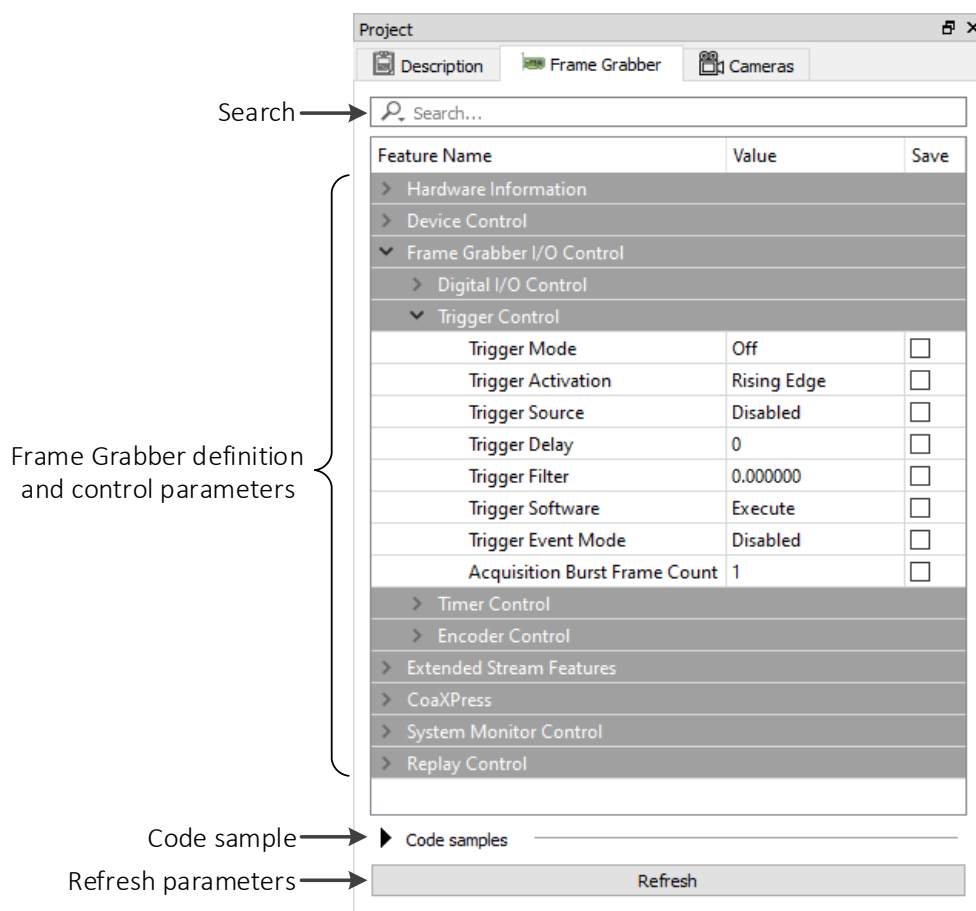 Project
Description Frame Grabber Cameras
Search
Search...
Feature Name Value Save
Hardware Information
Device Control
Frame Grabber I/O Control
Digital I/O Control
Trigger Control
Trigger Mode Off
Trigger Activation Rising Edge
Trigger Source Disabled
Trigger Delay 0
Trigger Filter 0.000000
Trigger Software Execute
Trigger Event Mode Disabled
Acquisition Burst Frame Count 1
Timer Control
Encoder Control
Extended Stream Features
CoaXPress
System Monitor Control
Replay Control
Frame Grabber definition
and control parameters
Code sample
Code samples
Refresh parameters
Refresh